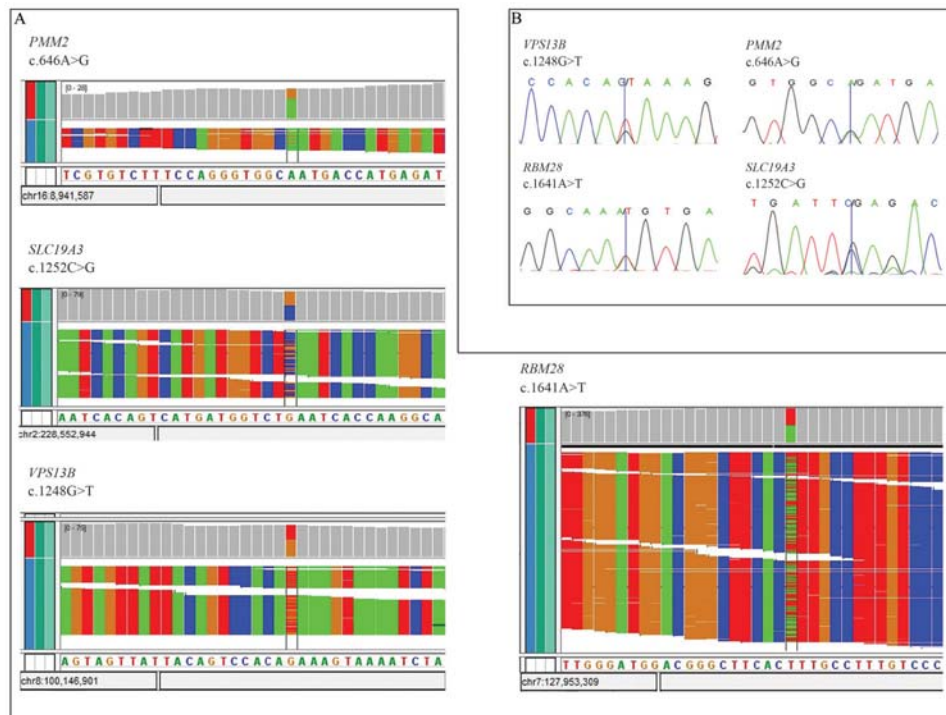 A
PMM2
c.646A>G
[0 - 28]
TCGTGTCTTTCCAGGGTGGCAATGACCATGAGAT
chr16:8,941,587
SLC19A3
c.1252C>G
[0 - 79]
AATCACAGTCATGATGGTCTGAATCACCAAGGCA
chr2:228,552,944
VPS13B
c.1248G>T
AGTAGTTATTACAGTCCACAGAAAGTAAAATCTA
chr8:100,146,901
B
VPS13B
c.1248G>T
C C A C A G T A A A G
PMM2
c.646A>G
G T G G C A G A T G A
RBM28
c.1641A>T
G G C A A A T G T G A
SLC19A3
c.1252C>G
T G A T T C G A G A C
RBM28
c.1641A>T
TTGGGATGGACGGGCTTCACTTTGCCTTTGTCCC
chr7:127,953,309